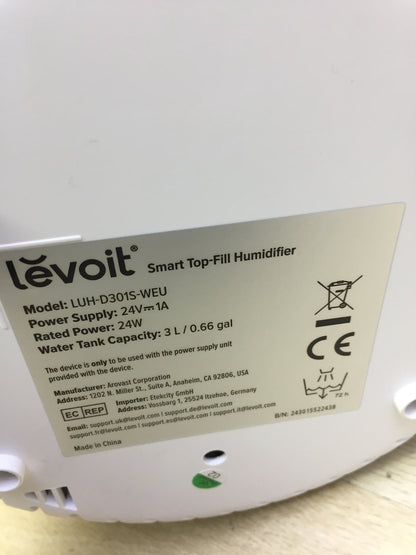 levoit® Smart Top-Fill Humidifier
Model: LUH-D301S-WEU
Power Supply: 24V⎓1A
Rated Power: 24W
Water Tank Capacity: 3 L / 0.66 gal
The device is only to be used with the power supply unit
provided with the device.
Manufacturer: Arovast Corporation
Address: 1202 N. Miller St., Suite A, Anaheim, CA 92806, USA
EC REP
Importer: Etekcity GmbH
Address: Vossbarg 1, 25524 Itzehoe, Germany
Email: support.uk@levoit.com / support.de@levoit.com
support.fr@levoit.com / support.es@levoit.com / support.it@levoit.com
Made in China
CE
72 h
B/N: 243015522438